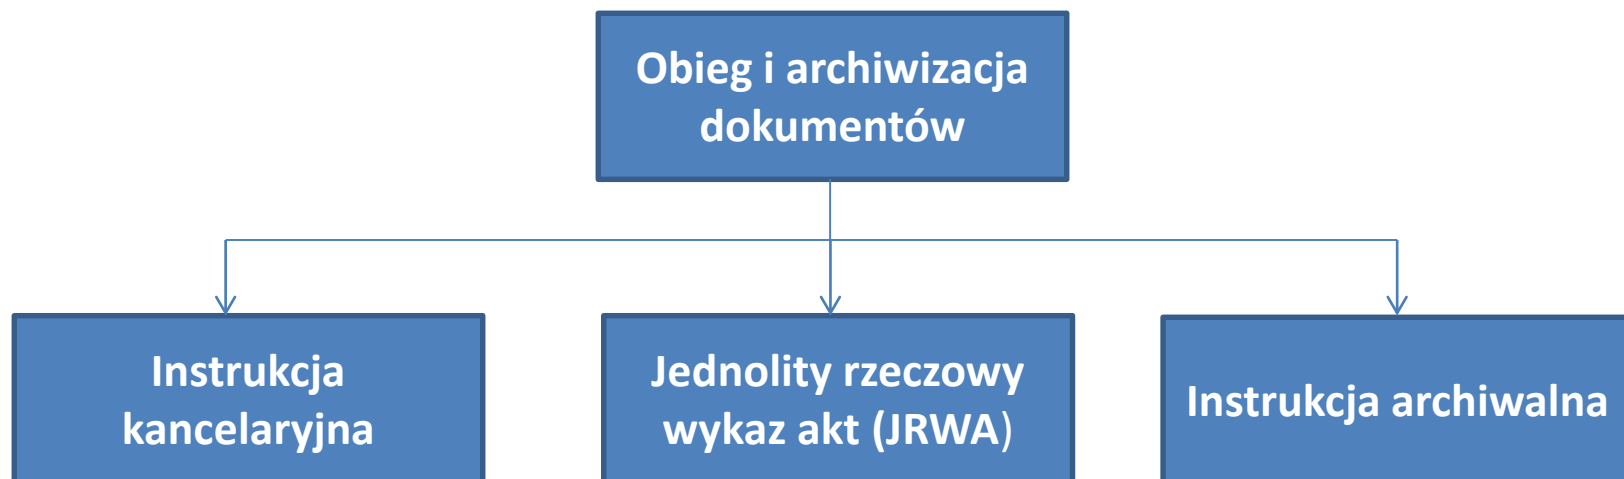 Obieg i archiwizacja
dokumentów
Instrukcja
kancelaryjna
Jednolity rzeczowy
wykaz akt (JRWA)
Instrukcja archiwalna